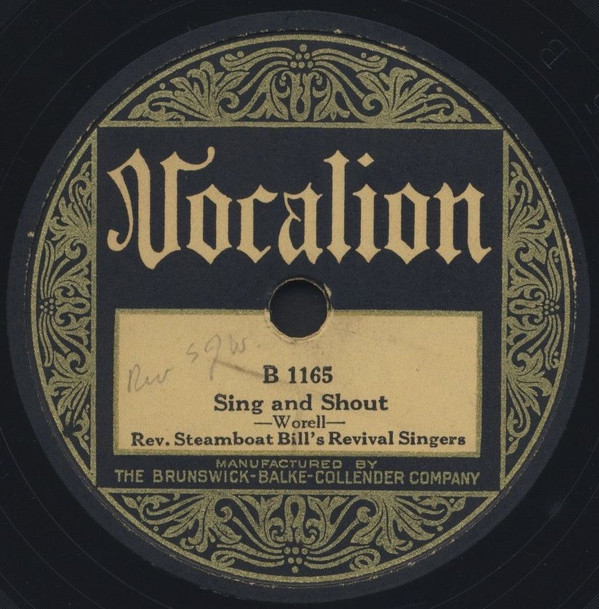 Vocalion
B 1165
Sing and Shout
—Worell—
Rev. Steamboat Bill's Revival Singers
MANUFACTURED BY
THE BRUNSWICK-BALKE-COLLENDER COMPANY